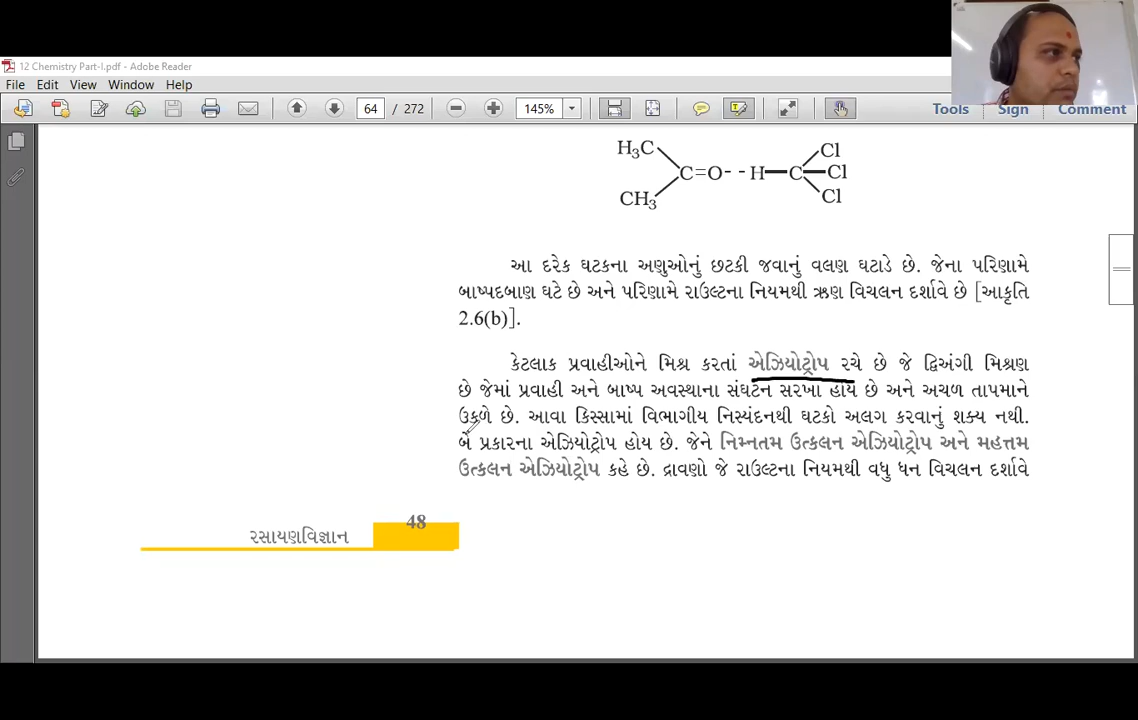 12 Chemistry Part-I.pdf - Adobe Reader
File Edit View Window Help
64 / 272 145% Tools Sign Comment
H3C Cl
C=O- -H—C—Cl
CH3 Cl
આ દરેક ઘટકના અણુઓનું છટકી જવાનું વલણ ઘટાડે છે. જેના પરિણામે
બાષ્પદબાણ ઘટે છે અને પરિણામે રાઉલ્ટના નિયમથી ઋણ વિચલન દર્શાવે છે [આકૃતિ
2.6(b)].
કેટલાક પ્રવાહીઓને મિશ્ર કરતાં એઝિયોટ્રોપ રચે છે જે દ્વિઅંગી મિશ્રણ
છે જેમાં પ્રવાહી અને બાષ્પ અવસ્થાના સંઘટન સરખા હોય છે અને અચળ તાપમાને
ઉકળે છે. આવા કિસ્સામાં વિભાગીય નિસ્યંદનથી ઘટકો અલગ કરવાનું શક્ય નથી.
બે પ્રકારના એઝિયોટ્રોપ હોય છે. જેને નિમ્નતમ ઉત્કલન એઝિયોટ્રોપ અને મહત્તમ
ઉત્કલન એઝિયોટ્રોપ કહે છે. દ્રાવણો જે રાઉલ્ટના નિયમથી વધુ ધન વિચલન દર્શાવે
રસાયણવિજ્ઞાન 48